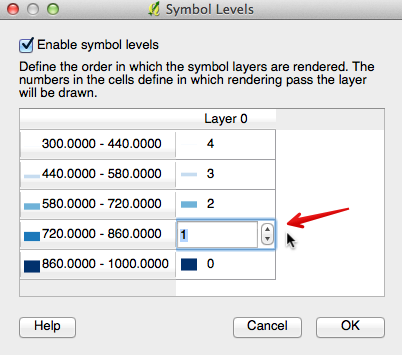 Symbol Levels
Enable symbol levels
Define the order in which the symbol layers are rendered. The
numbers in the cells define in which rendering pass the layer
will be drawn.
Layer 0
300.0000 - 440.0000 4
440.0000 - 580.0000 3
580.0000 - 720.0000 2
720.0000 - 860.0000 1
860.0000 - 1000.0000 0
Help Cancel OK